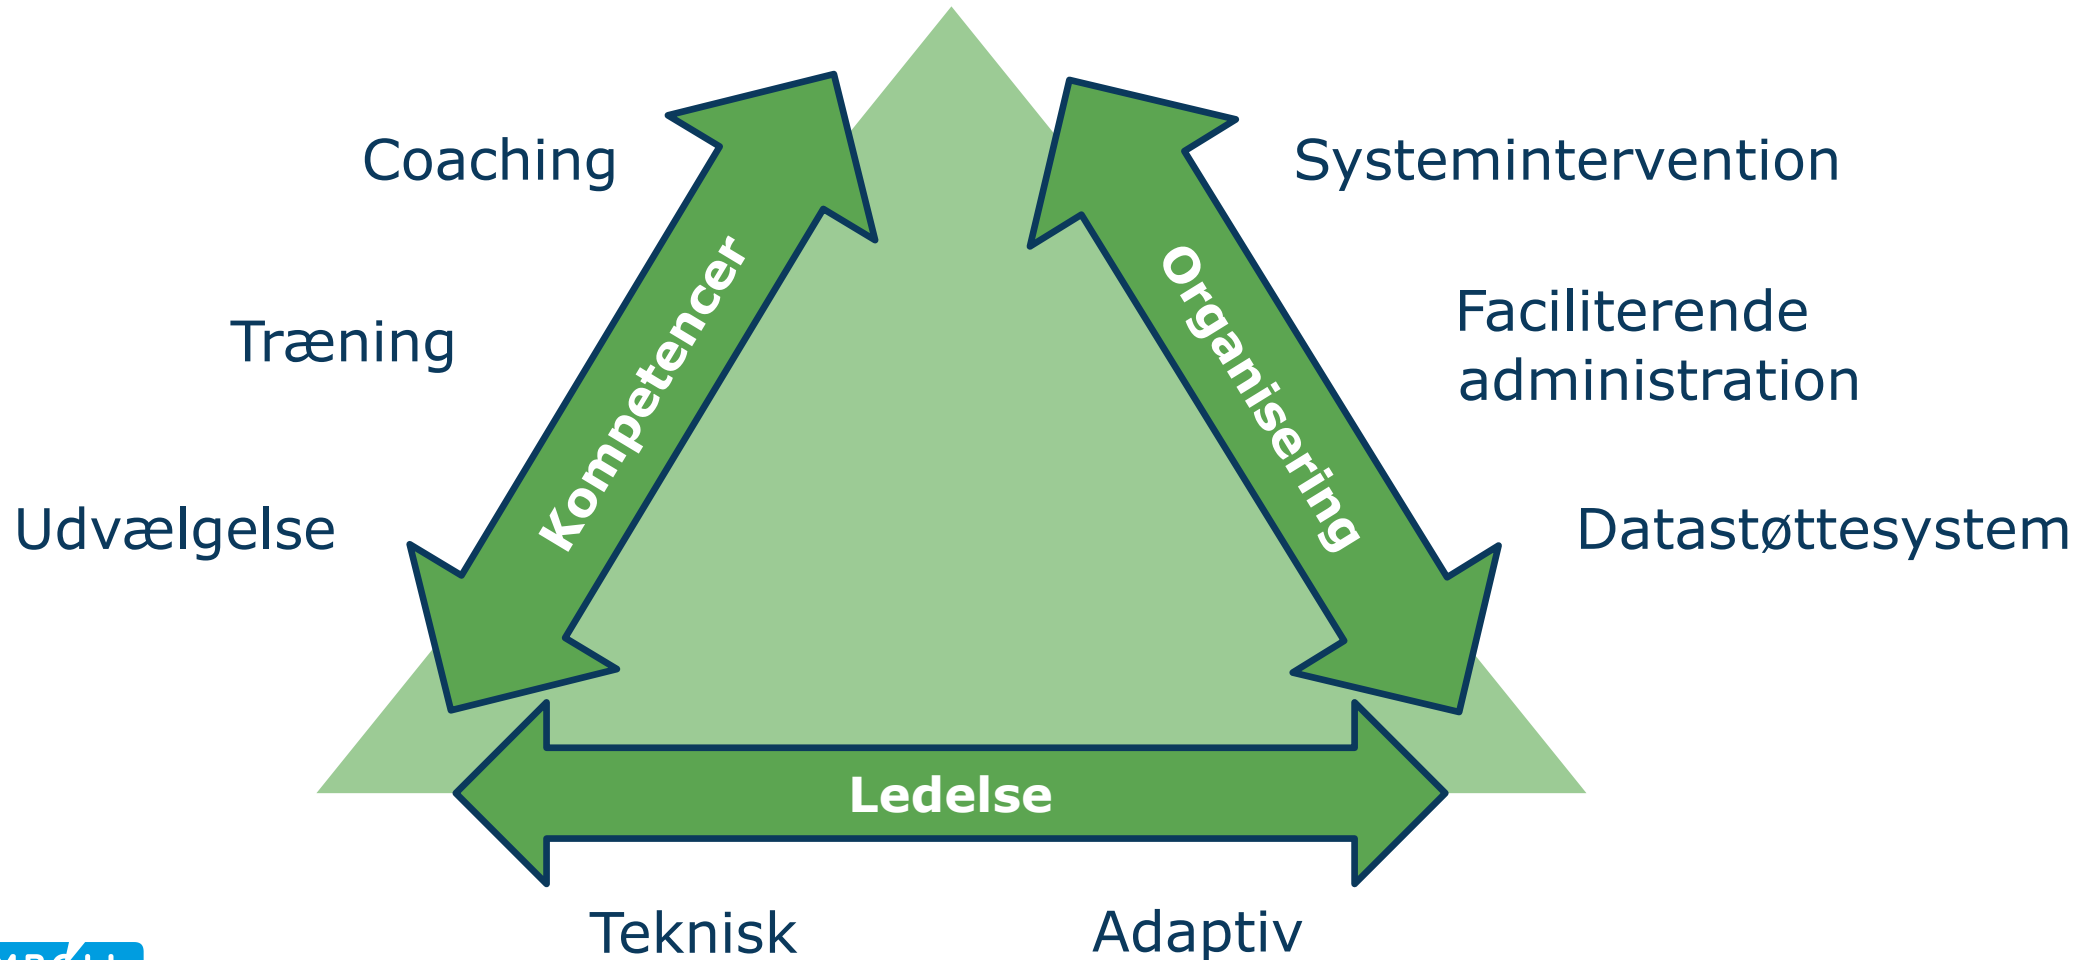 Coaching
Systemintervention
Træning
Faciliterende
administration
Udvælgelse
Datastøttesystem
Kompetencer
Organisering
Ledelse
Teknisk
Adaptiv